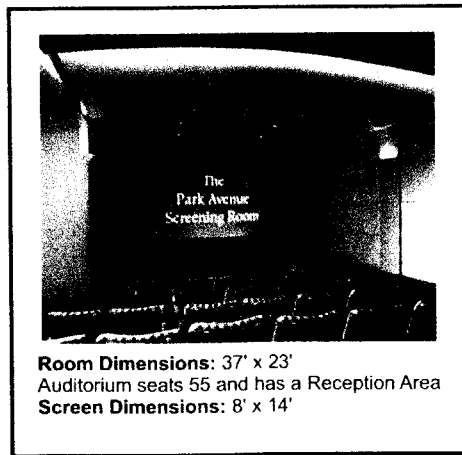 The
Park Avenue
Screening Room
Room Dimensions: 37' x 23'
Auditorium seats 55 and has a Reception Area
Screen Dimensions: 8' x 14'